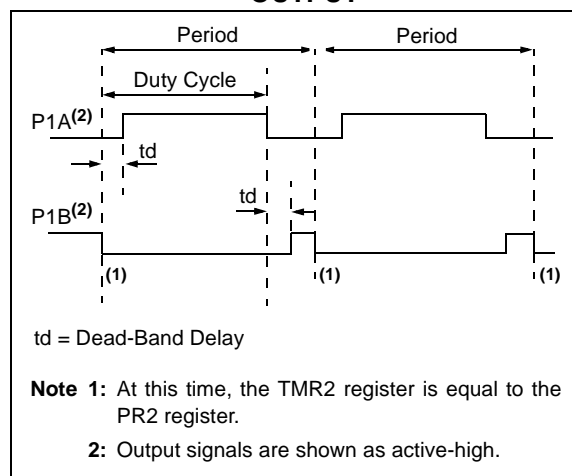 Period Period
Duty Cycle
P1A(2)
td
td
P1B(2)
(1) (1) (1)
td = Dead-Band Delay
Note 1: At this time, the TMR2 register is equal to the
PR2 register.
2: Output signals are shown as active-high.